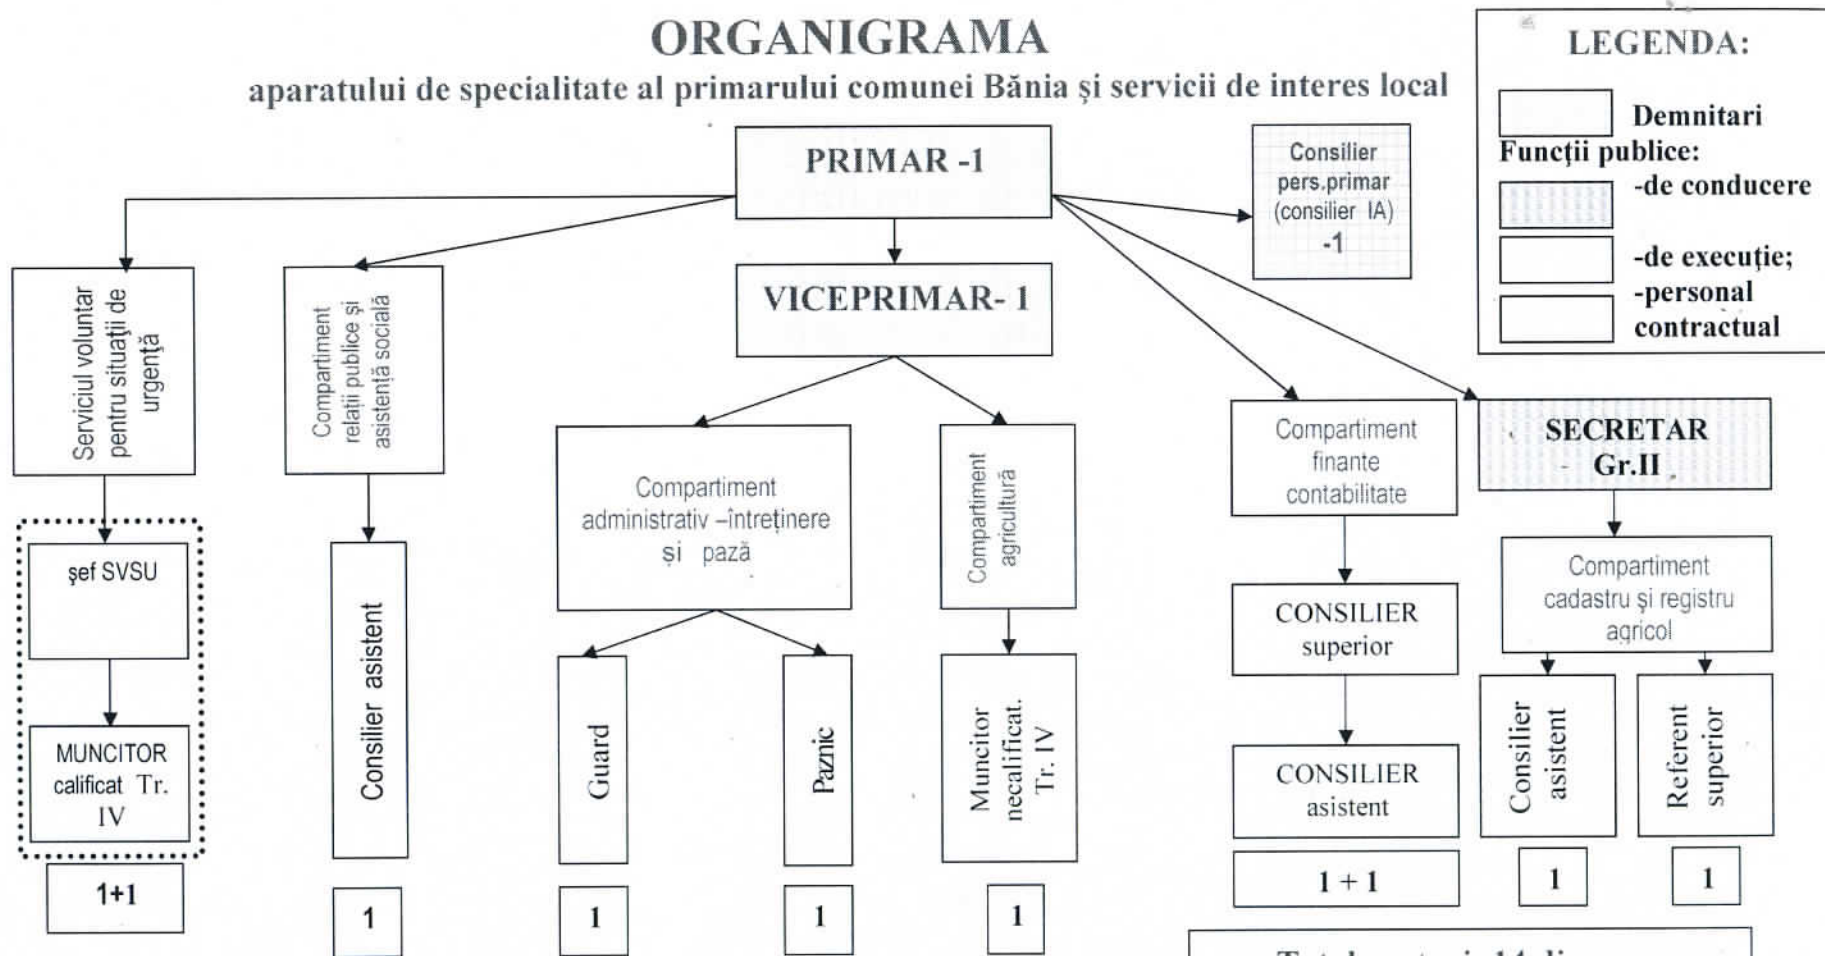 ORGANIGRAMA
aparatului de specialitate al primarului comunei Bănia şi servicii de interes local
LEGENDA:
Demnitari
Funcţii publice:
-de conducere
-de execuţie;
-personal
contractual
PRIMAR -1
Consilier
pers.primar
(consilier IA)
-1
VICEPRIMAR- 1
Serviciul voluntar
pentru situaţii de
urgenţă
Compartiment
relaţii publice şi
asistenţă socială
Compartiment
administrativ –întreținere
și pază
Compartiment
agricultură
Compartiment
finante
contabilitate
SECRETAR
Gr.II
şef SVSU
MUNCITOR
calificat Tr.
IV
Consilier asistent
Guard
Paznic
Muncitor
necalificat.
Tr. IV
CONSILIER
superior
CONSILIER
asistent
Compartiment
cadastru şi registru
agricol
Consilier
asistent
Referent
superior
1+1
1
1
1
1
1 + 1
1
1